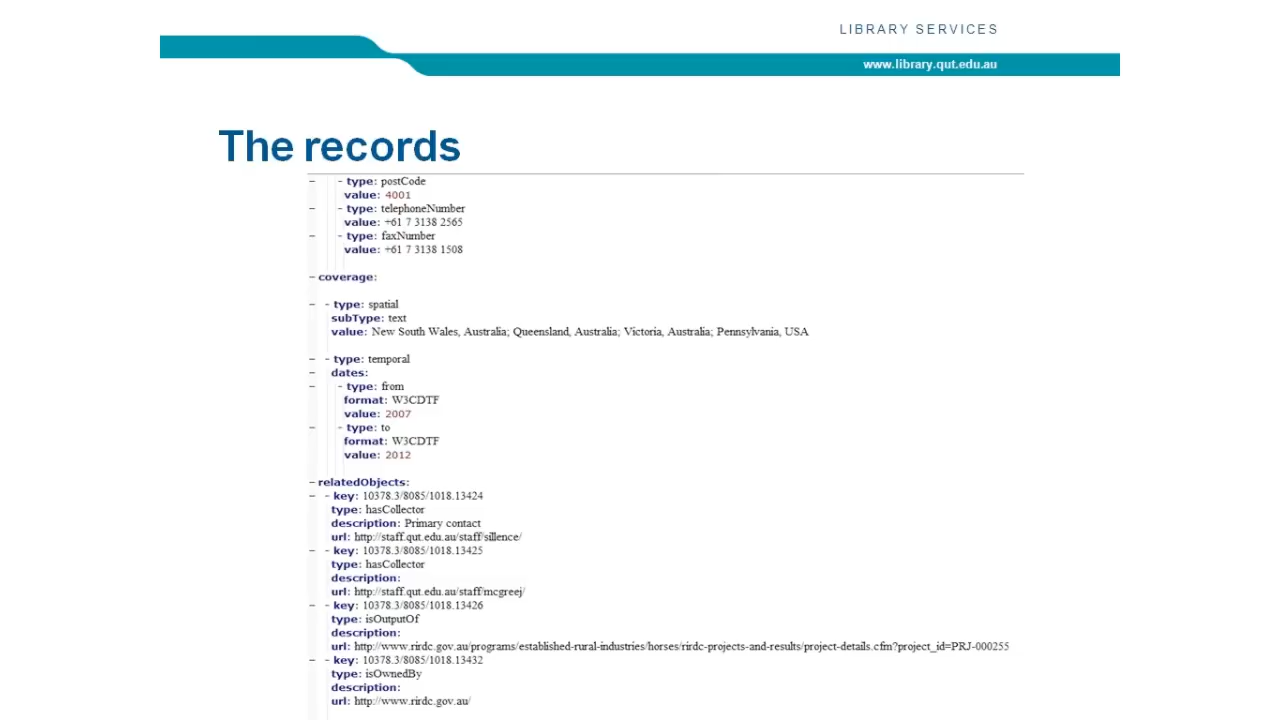 LIBRARY SERVICES
www.library.qut.edu.au
The records
- - type: postCode
value: 4001
- - type: telephoneNumber
value: +61 7 3138 2565
- - type: faxNumber
value: +61 7 3138 1508
- coverage:
- - type: spatial
subType: text
value: New South Wales, Australia; Queensland, Australia; Victoria, Australia; Pennsylvania, USA
- - type: temporal
- dates:
- - type: from
format: W3CDTF
value: 2007
- - type: to
format: W3CDTF
value: 2012
- relatedObjects:
- - key: 10378.3/8085/1018.13424
type: hasCollector
description: Primary contact
url: http://staff.qut.edu.au/staff/sillence/
- - key: 10378.3/8085/1018.13425
type: hasCollector
description:
url: http://staff.qut.edu.au/staff/mcgreej/
- - key: 10378.3/8085/1018.13426
type: isOutputOf
description:
url: http://www.rirdc.gov.au/programs/established-rural-industries/horses/rirdc-projects-and-results/project-details.cfm?project_id=PRJ-000255
- - key: 10378.3/8085/1018.13432
type: isOwnedBy
description:
url: http://www.rirdc.gov.au/